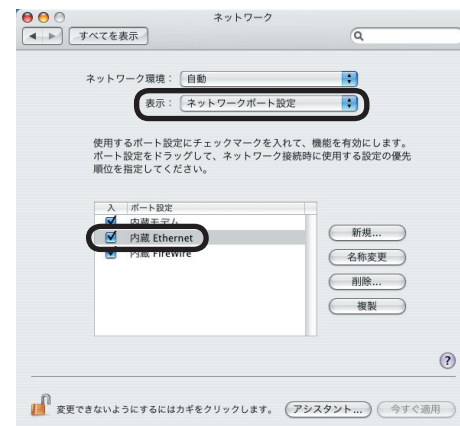 ネットワーク
すべてを表示
ネットワーク環境： 自動
表示： ネットワークポート設定
使用するポート設定にチェックマークを入れて、機能を有効にします。
ポート設定をドラッグして、ネットワーク接続時に使用する設定の優先
順位を指定してください。
入 ポート設定
内蔵モデム
内蔵 Ethernet
内蔵 FireWire
新規...
名称変更
削除...
複製
?
変更できないようにするにはカギをクリックします。 アシスタント... 今すぐ適用